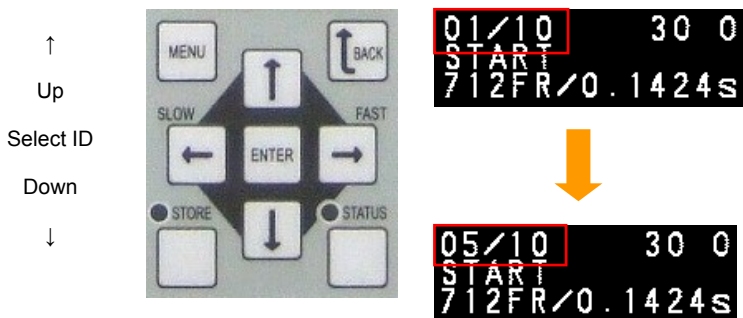 ↑
Up
Select ID
Down
↓
MENU
BACK
SLOW
FAST
ENTER
STORE
STATUS
01/10 30 0
START
712FR/0.1424s
05/10 30 0
START
712FR/0.1424s